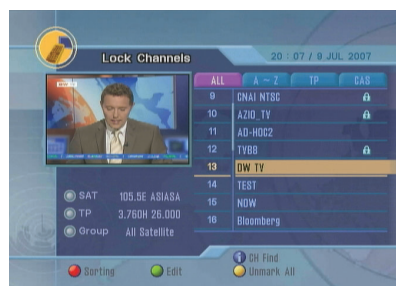 Lock Channels
20:07 / 9.JUL 2007
ALL A ~ Z TP CAS
9 CNAI NTSC
10 AZIO_TV
11 AD-HOC2
12 TVBB
13 DW TV
14 TEST
15 NOW
16 Bloomberg
SAT 105.5E ASIASA
TP 3.760H 26.000
Group All Satellite
CH Find
Sorting Edit Unmark All